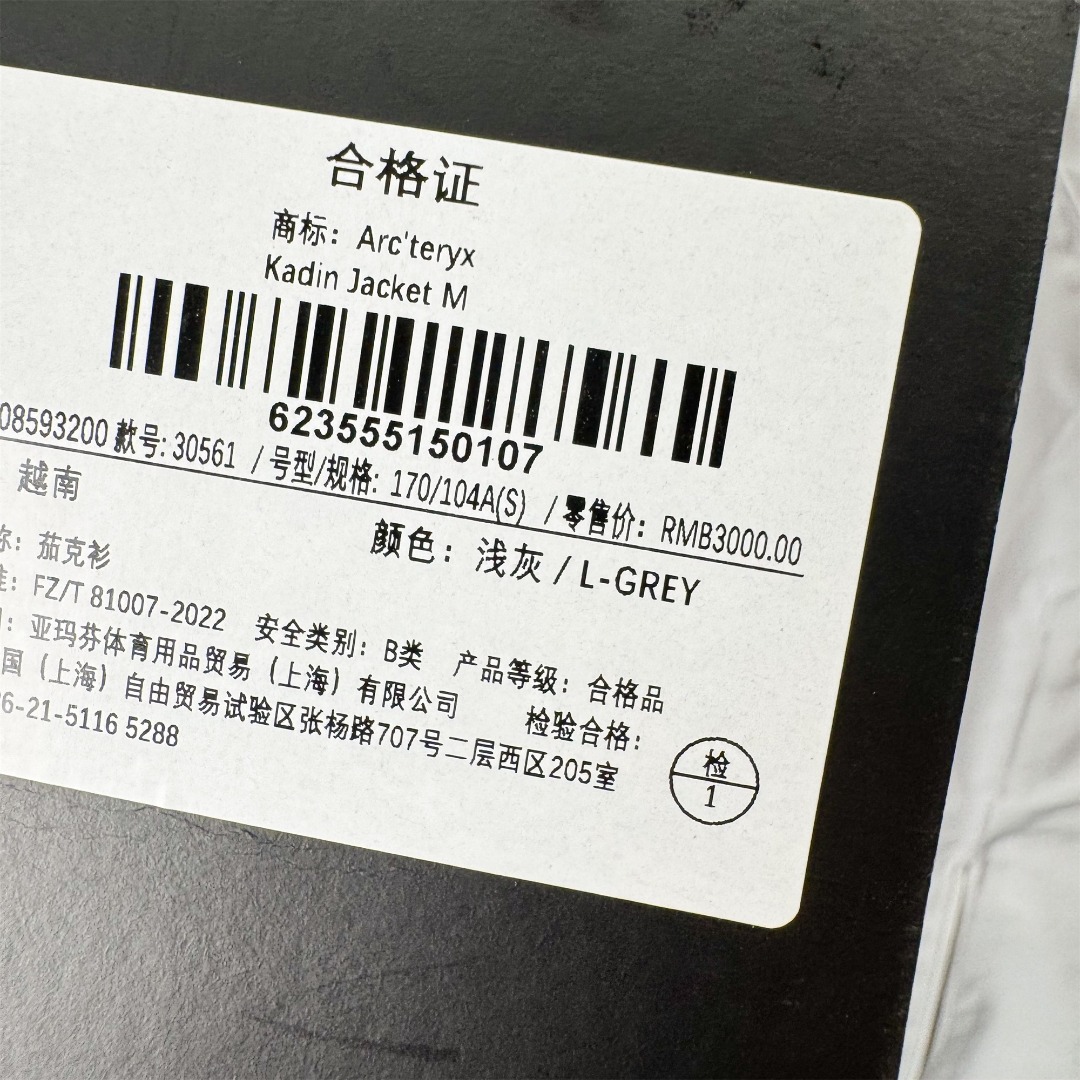 合格证
商标：Arc'teryx
Kadin Jacket M
623555150107
08593200 款号: 30561 / 号型/规格: 170/104A(S) / 零售价：RMB3000.00
越南
颜色：浅灰 / L-GREY
称：茄克衫
准：FZ/T 81007-2022 安全类别：B类 产品等级：合格品
：亚玛芬体育用品贸易（上海）有限公司 检验合格：
国（上海）自由贸易试验区张杨路707号二层西区205室
6-21-5116 5288
检
1